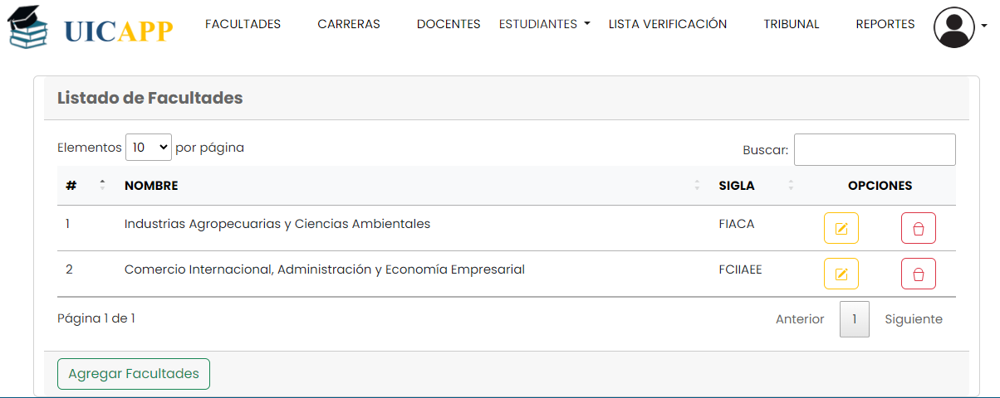 UICAPP FACULTADES CARRERAS DOCENTES ESTUDIANTES LISTA VERIFICACIÓN TRIBUNAL REPORTES
Listado de Facultades
Elementos 10 por página Buscar:
# NOMBRE SIGLA OPCIONES
1 Industrias Agropecuarias y Ciencias Ambientales FIACA
2 Comercio Internacional, Administración y Economía Empresarial FCIIAEE
Página 1 de 1 Anterior 1 Siguiente
Agregar Facultades